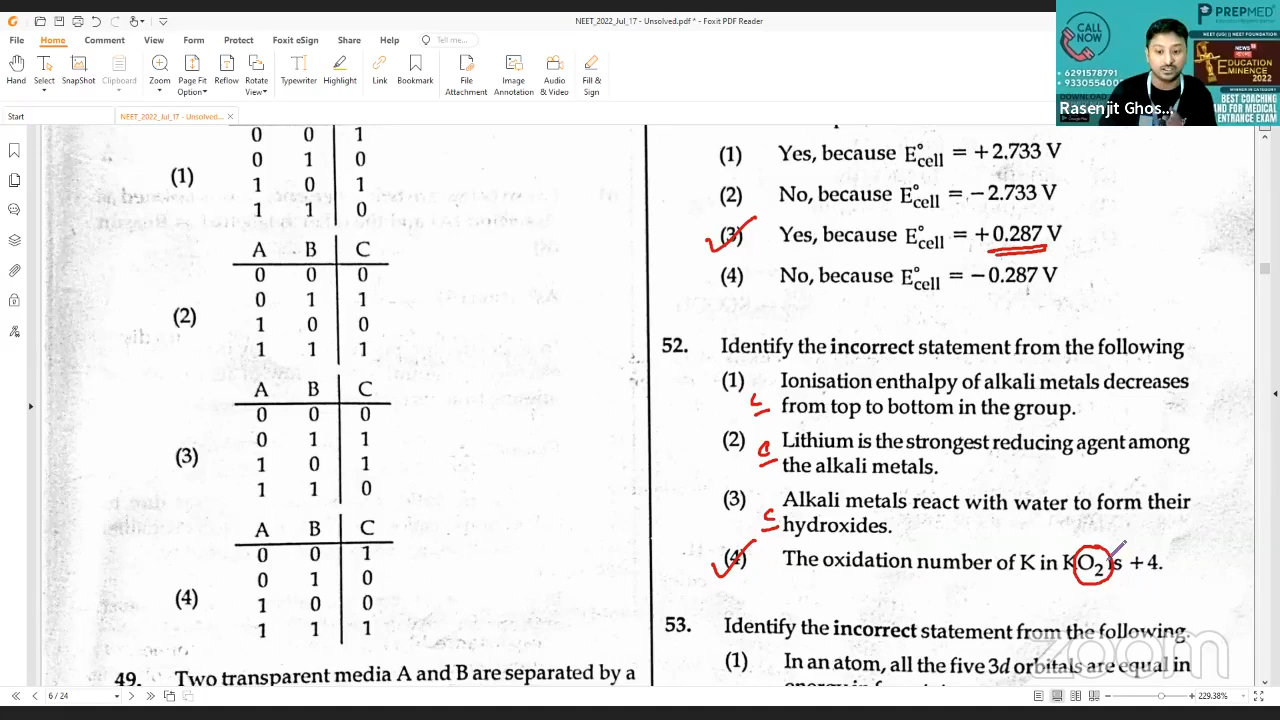 NEET_2022_Jul_17 - Unsolved.pdf * - Foxit PDF Reader
File Home Comment View Form Protect Foxit eSign Share Help Tell me...
Hand Select SnapShot Clipboard Zoom Page Fit Option Reflow Rotate View Typewriter Highlight Link Bookmark File Attachment Image Annotation Audio & Video Fill & Sign
Start NEET_2022_Jul_17 - Unsolved...
PREPMED
CALL NOW
NEET (UG) || NEET FOUNDATION
NEWS
EDUCATION EMINENCE 2022
6291578791
933055400
WINNER IN CATEGORY
BEST COACHING
AND FOR MEDICAL
ENTRANCE EXAM
Rasenjit Ghos...
(1)
0 0 1
0 1 0
1 0 1
1 1 0
(2)
A B C
0 0 0
0 1 1
1 0 0
1 1 1
(3)
A B C
0 0 0
0 1 1
1 0 1
1 1 0
(4)
A B C
0 0 1
0 1 0
1 0 0
1 1 1
49. Two transparent media A and B are separated by a
(1) Yes, because E°cell = +2.733 V
(2) No, because E°cell = −2.733 V
(3) Yes, because E°cell = +0.287 V
(4) No, because E°cell = −0.287 V
52. Identify the incorrect statement from the following
(1) Ionisation enthalpy of alkali metals decreases
from top to bottom in the group.
(2) Lithium is the strongest reducing agent among
the alkali metals.
(3) Alkali metals react with water to form their
hydroxides.
(4) The oxidation number of K in KO₂ is +4.
53. Identify the incorrect statement from the following.
(1) In an atom, all the five 3d orbitals are equal in
zoom
6 / 24
229.38%